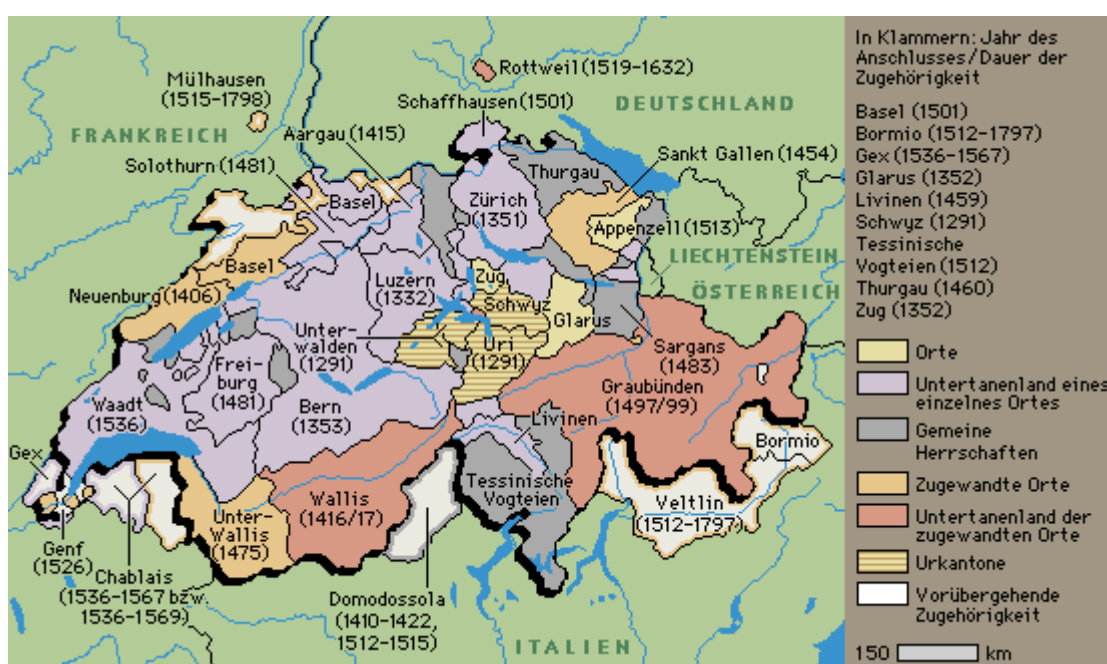 Mülhausen
(1515-1798)
Rottweil (1519-1632)
Schaffhausen (1501)
DEUTSCHLAND
FRANKREICH
Aargau (1415)
Solothurn (1481)
Sankt Gallen (1454)
Thurgau
Basel
Zürich
(1351)
Appenzell (1513)
LIECHTENSTEIN
Basel
Zug
Luzern
(1332)
Schwyz
ÖSTERREICH
Neuenburg (1406)
Glarus
Unter-
walden
(1291)
Uri
(1291)
Sargans
(1483)
Frei-
burg
(1481)
Graubünden
(1497/99)
Waadt
(1536)
Bern
(1353)
Livinen
Bormio
Gex
Tessinische
Vogteien
Wallis
(1416/17)
Veltlin
(1512-1797)
Unter-
Wallis
(1475)
Genf
(1526)
Chablais
(1536-1567 bzw.
1536-1569)
Domodossola
(1410-1422,
1512-1515)
ITALIEN
In Klammern: Jahr des
Anschlusses/Dauer der
Zugehörigkeit
Basel (1501)
Bormio (1512-1797)
Gex (1536-1567)
Glarus (1352)
Livinen (1459)
Schwyz (1291)
Tessinische
Vogteien (1512)
Thurgau (1460)
Zug (1352)
Orte
Untertanenland eines
einzelnes Ortes
Gemeine
Herrschaften
Zugewandte Orte
Untertanenland der
zugewandten Orte
Urkantone
Vorübergehende
Zugehörigkeit
150 km